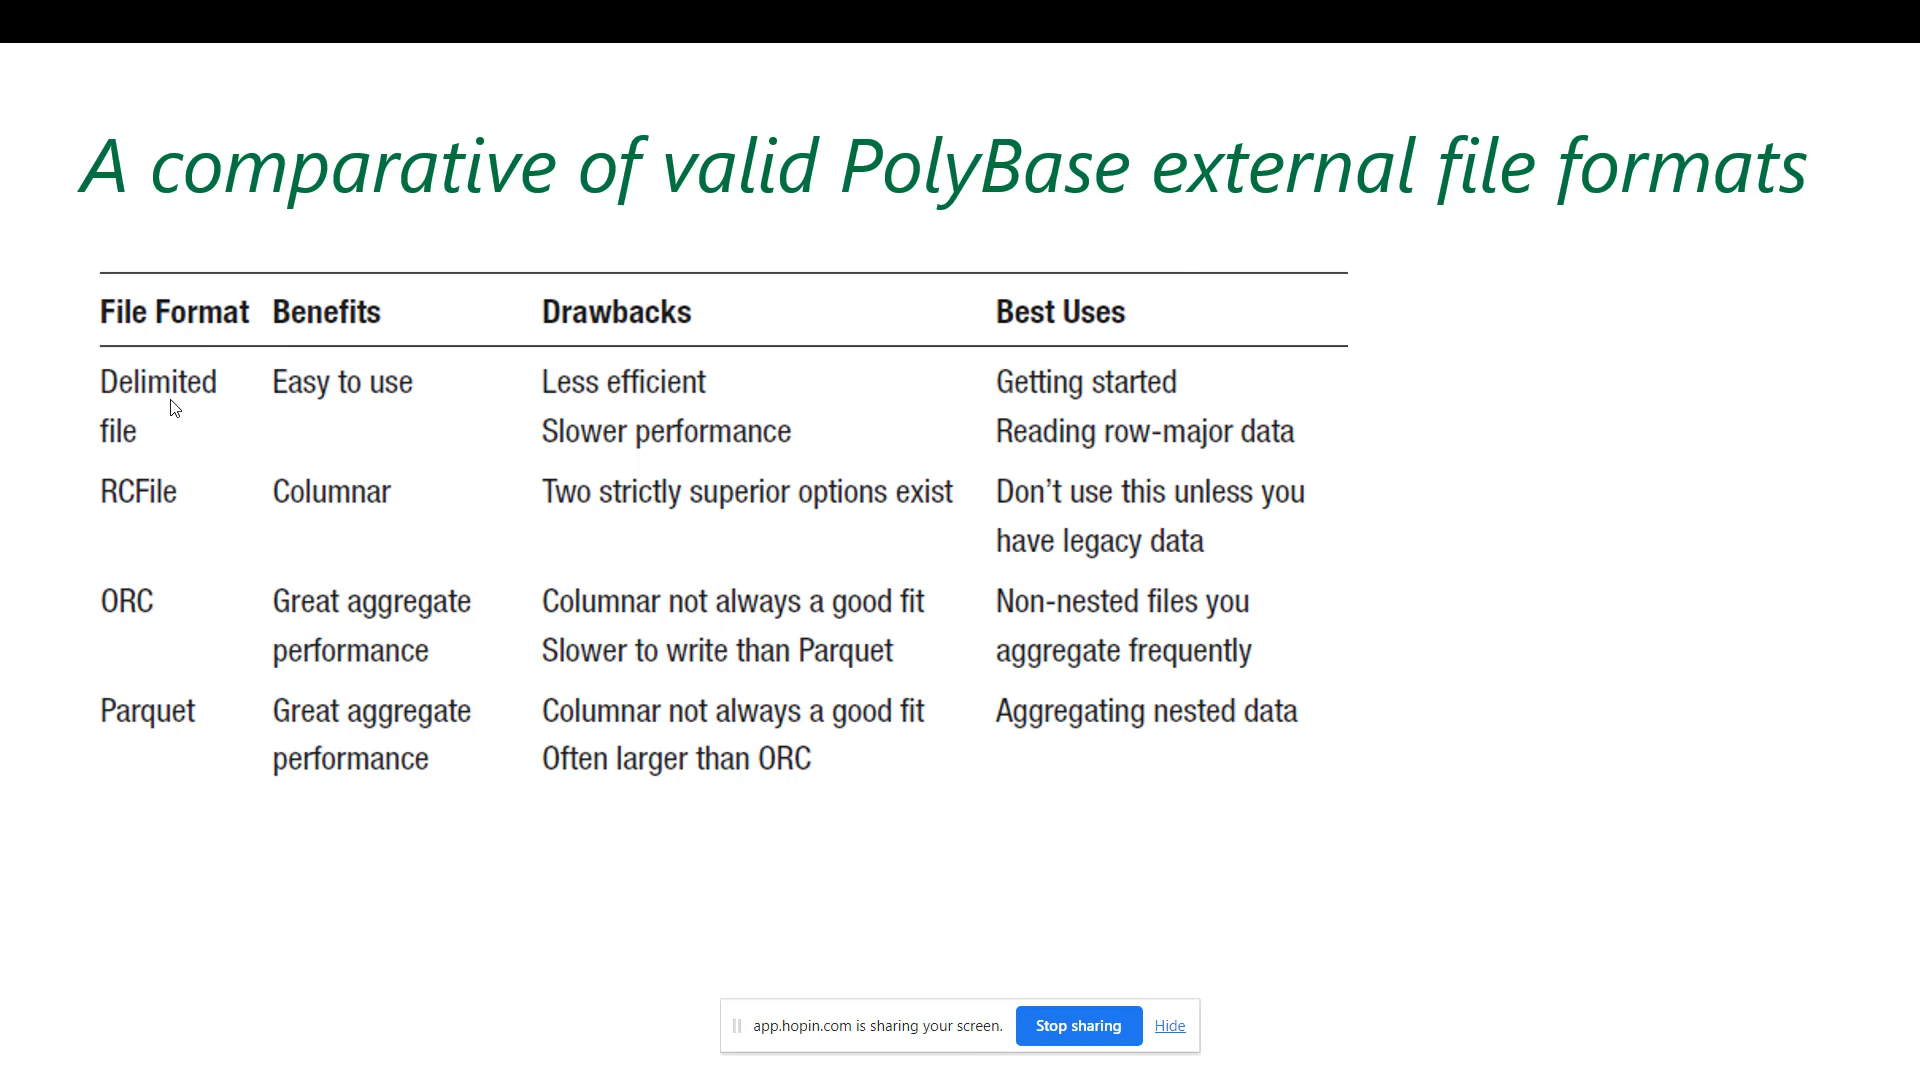 A comparative of valid PolyBase external file formats
File Format Benefits Drawbacks Best Uses
Delimited Easy to use Less efficient Getting started
file Slower performance Reading row-major data
RCFile Columnar Two strictly superior options exist Don’t use this unless you
have legacy data
ORC Great aggregate Columnar not always a good fit Non-nested files you
performance Slower to write than Parquet aggregate frequently
Parquet Great aggregate Columnar not always a good fit Aggregating nested data
performance Often larger than ORC
app.hopin.com is sharing your screen. Stop sharing Hide